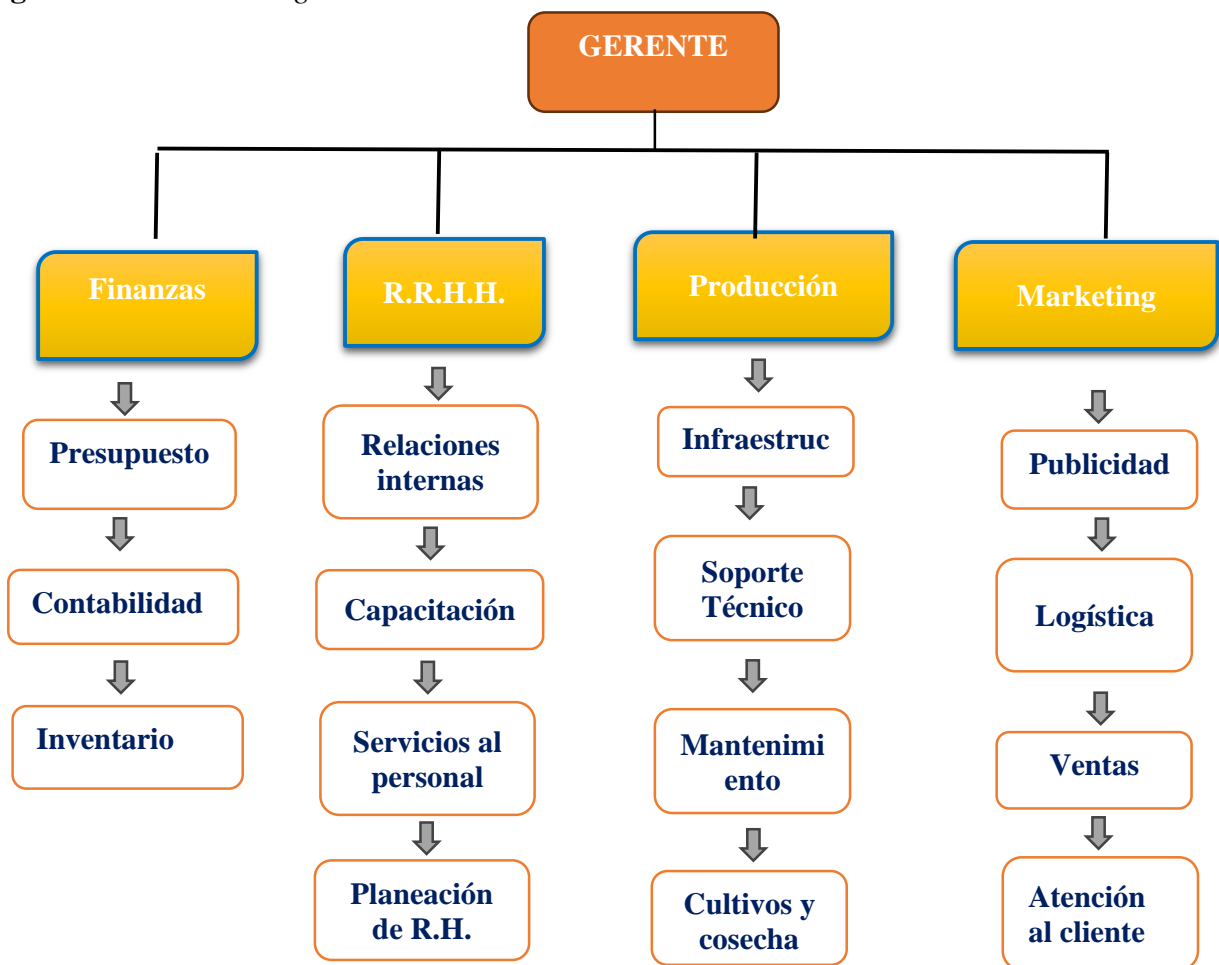 GERENTE
Finanzas
R.R.H.H.
Producción
Marketing
Presupuesto
Contabilidad
Inventario
Relaciones
internas
Capacitación
Servicios al
personal
Planeación
de R.H.
Infraestruc
Soporte
Técnico
Mantenimi
ento
Cultivos y
cosecha
Publicidad
Logística
Ventas
Atención
al cliente